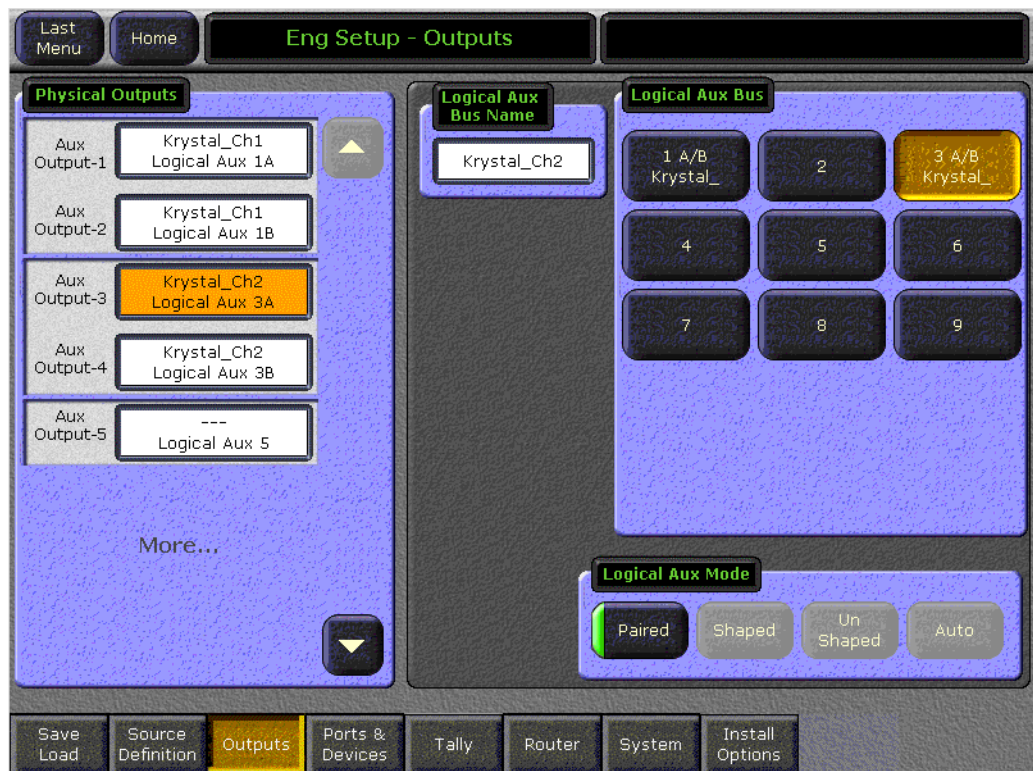 Last
Menu
Home
Eng Setup - Outputs
Physical Outputs
Aux
Output-1
Krystal_Ch1
Logical Aux 1A
Aux
Output-2
Krystal_Ch1
Logical Aux 1B
Aux
Output-3
Krystal_Ch2
Logical Aux 3A
Aux
Output-4
Krystal_Ch2
Logical Aux 3B
Aux
Output-5
---
Logical Aux 5
More...
Logical Aux
Bus Name
Krystal_Ch2
Logical Aux Bus
1 A/B
Krystal_
2
3 A/B
Krystal_
4
5
6
7
8
9
Logical Aux Mode
Paired
Shaped
Un
Shaped
Auto
Save
Load
Source
Definition
Outputs
Ports &
Devices
Tally
Router
System
Install
Options